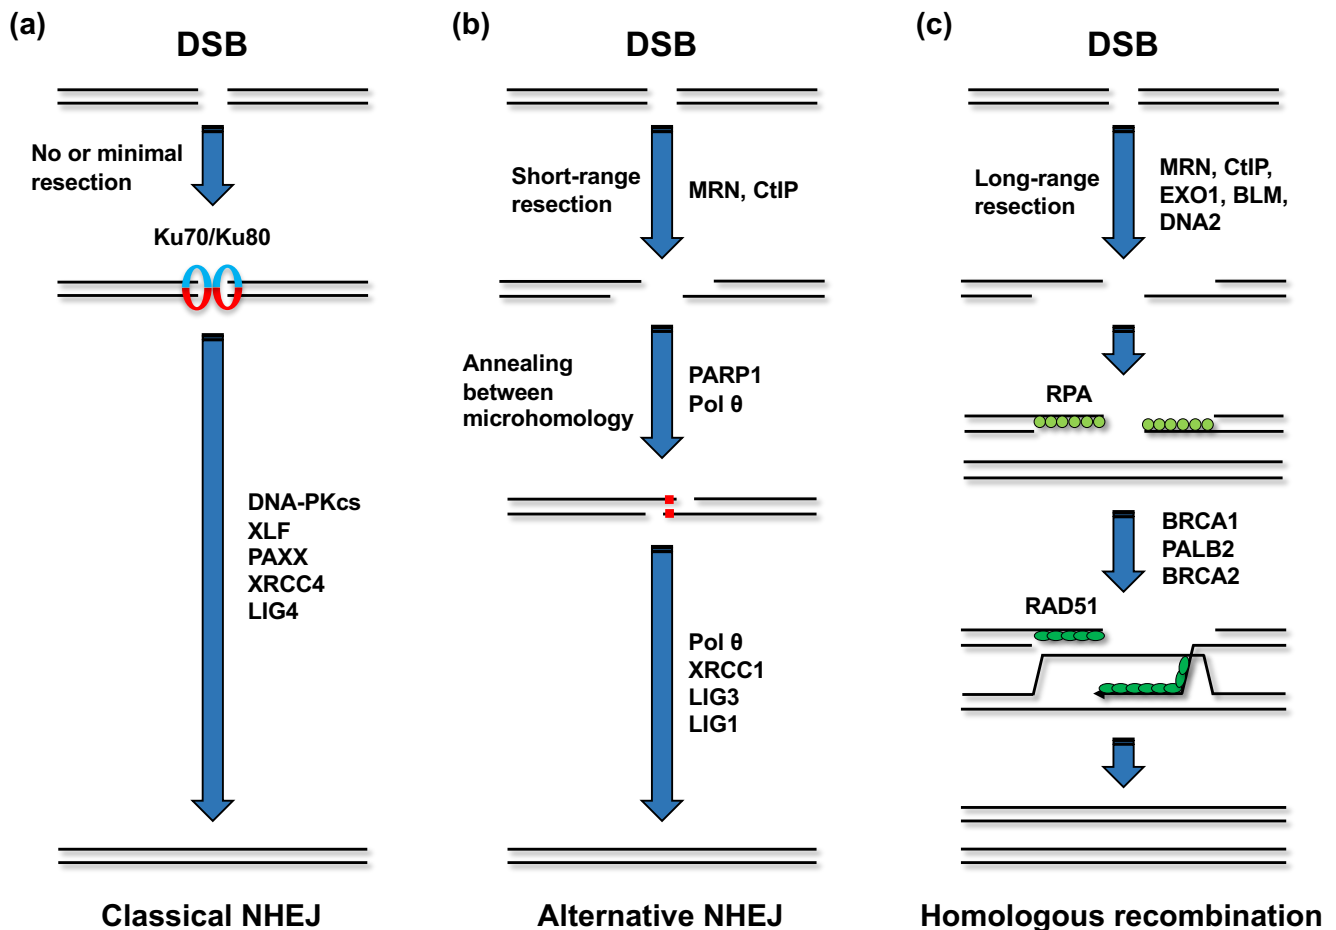 (a)
DSB
No or minimal
resection
Ku70/Ku80
DNA-PKcs
XLF
PAXX
XRCC4
LIG4
Classical NHEJ
(b)
DSB
Short-range
resection
MRN, CtIP
Annealing
between
microhomology
PARP1
Pol θ
Pol θ
XRCC1
LIG3
LIG1
Alternative NHEJ
(c)
DSB
Long-range
resection
MRN, CtIP,
EXO1, BLM,
DNA2
RPA
BRCA1
PALB2
BRCA2
RAD51
Homologous recombination